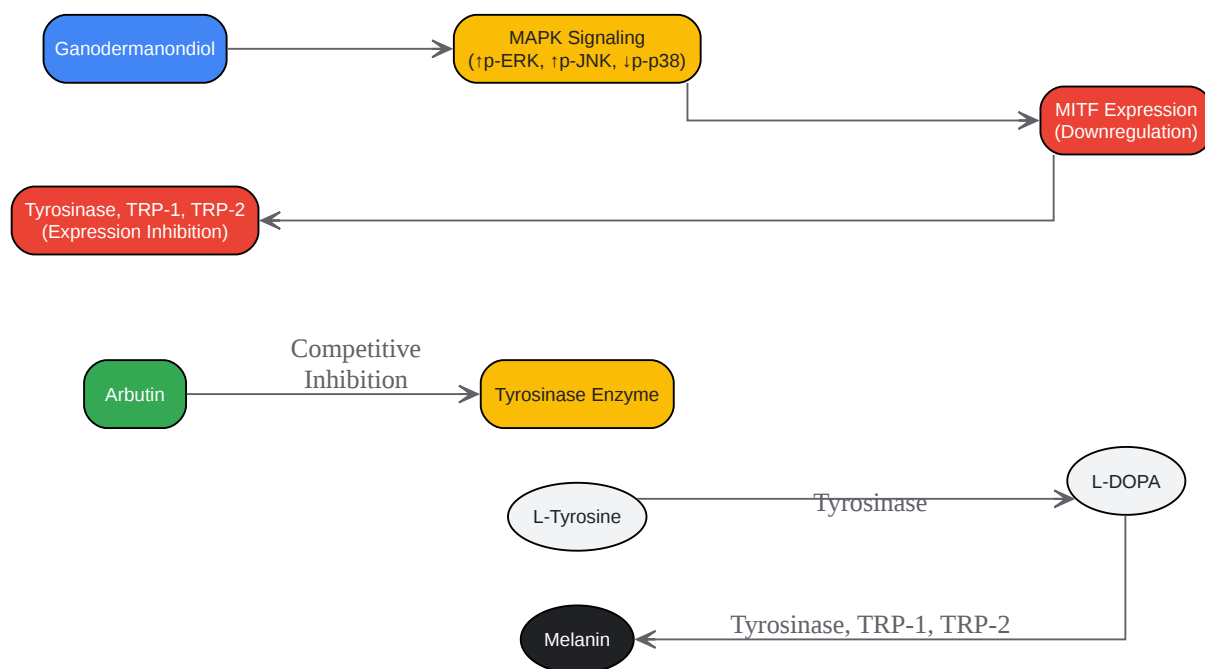 Ganodermanondiol
MAPK Signaling
(↑p-ERK, ↑p-JNK, ↓p-p38)
MITF Expression
(Downregulation)
Tyrosinase, TRP-1, TRP-2
(Expression Inhibition)
Competitive
Inhibition
Arbutin
Tyrosinase Enzyme
L-DOPA
L-Tyrosine
Tyrosinase
Melanin
Tyrosinase, TRP-1, TRP-2